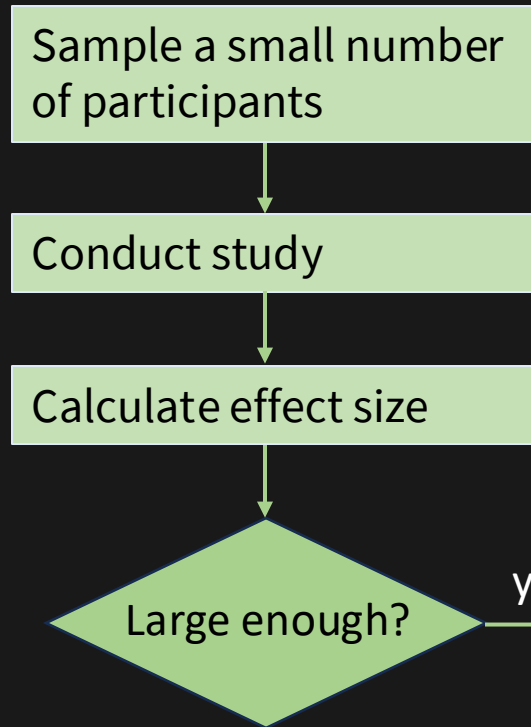 Sample a small number
of participants
Conduct study
Calculate effect size
Large enough?